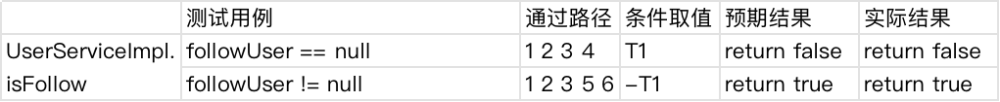 测试用例 通过路径 条件取值 预期结果 实际结果
UserServiceImpl. followUser == null 1 2 3 4 T1 return false return false
isFollow followUser != null 1 2 3 5 6 -T1 return true return true